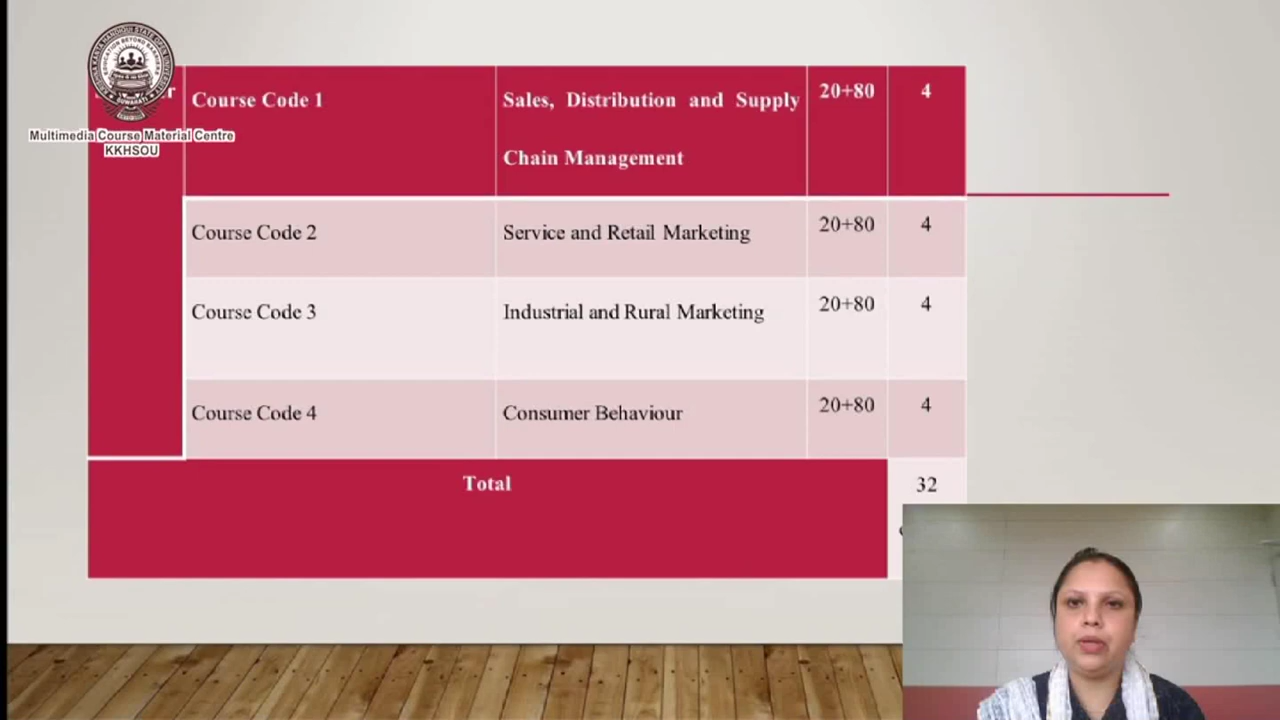 Multimedia Course Material Centre
KKHSOU
Course Code 1
Sales, Distribution and Supply
Chain Management
20+80
4
Course Code 2
Service and Retail Marketing
20+80
4
Course Code 3
Industrial and Rural Marketing
20+80
4
Course Code 4
Consumer Behaviour
20+80
4
Total
32